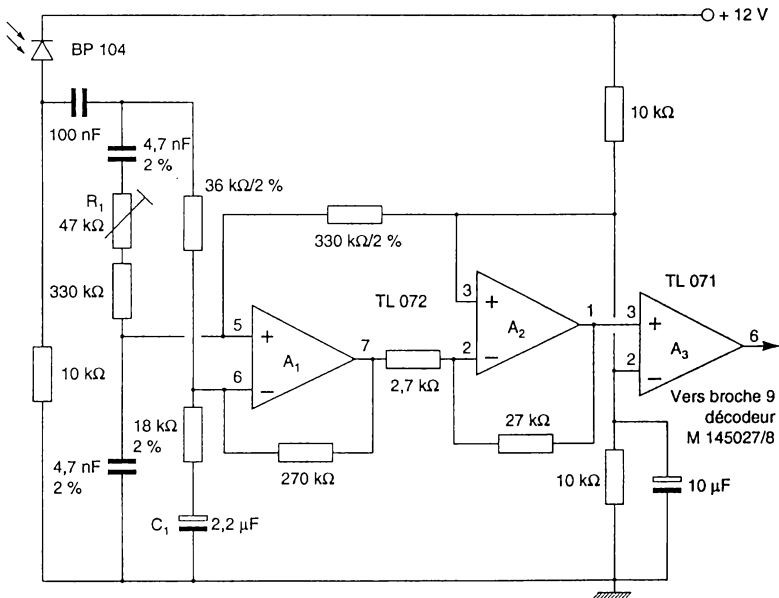 + 12 V
BP 104
100 nF
4,7 nF
2 %
10 kΩ
36 kΩ/2 %
R1
47 kΩ
330 kΩ/2 %
330 kΩ
TL 072
3
+
1
TL 071
5
+
A1
7
A2
3
+
A3
6
2
−
2
−
6
−
2,7 kΩ
10 kΩ
Vers broche 9
décodeur
M 145027/8
18 kΩ
2 %
27 kΩ
270 kΩ
4,7 nF
2 %
10 kΩ
10 µF
C1
2,2 µF